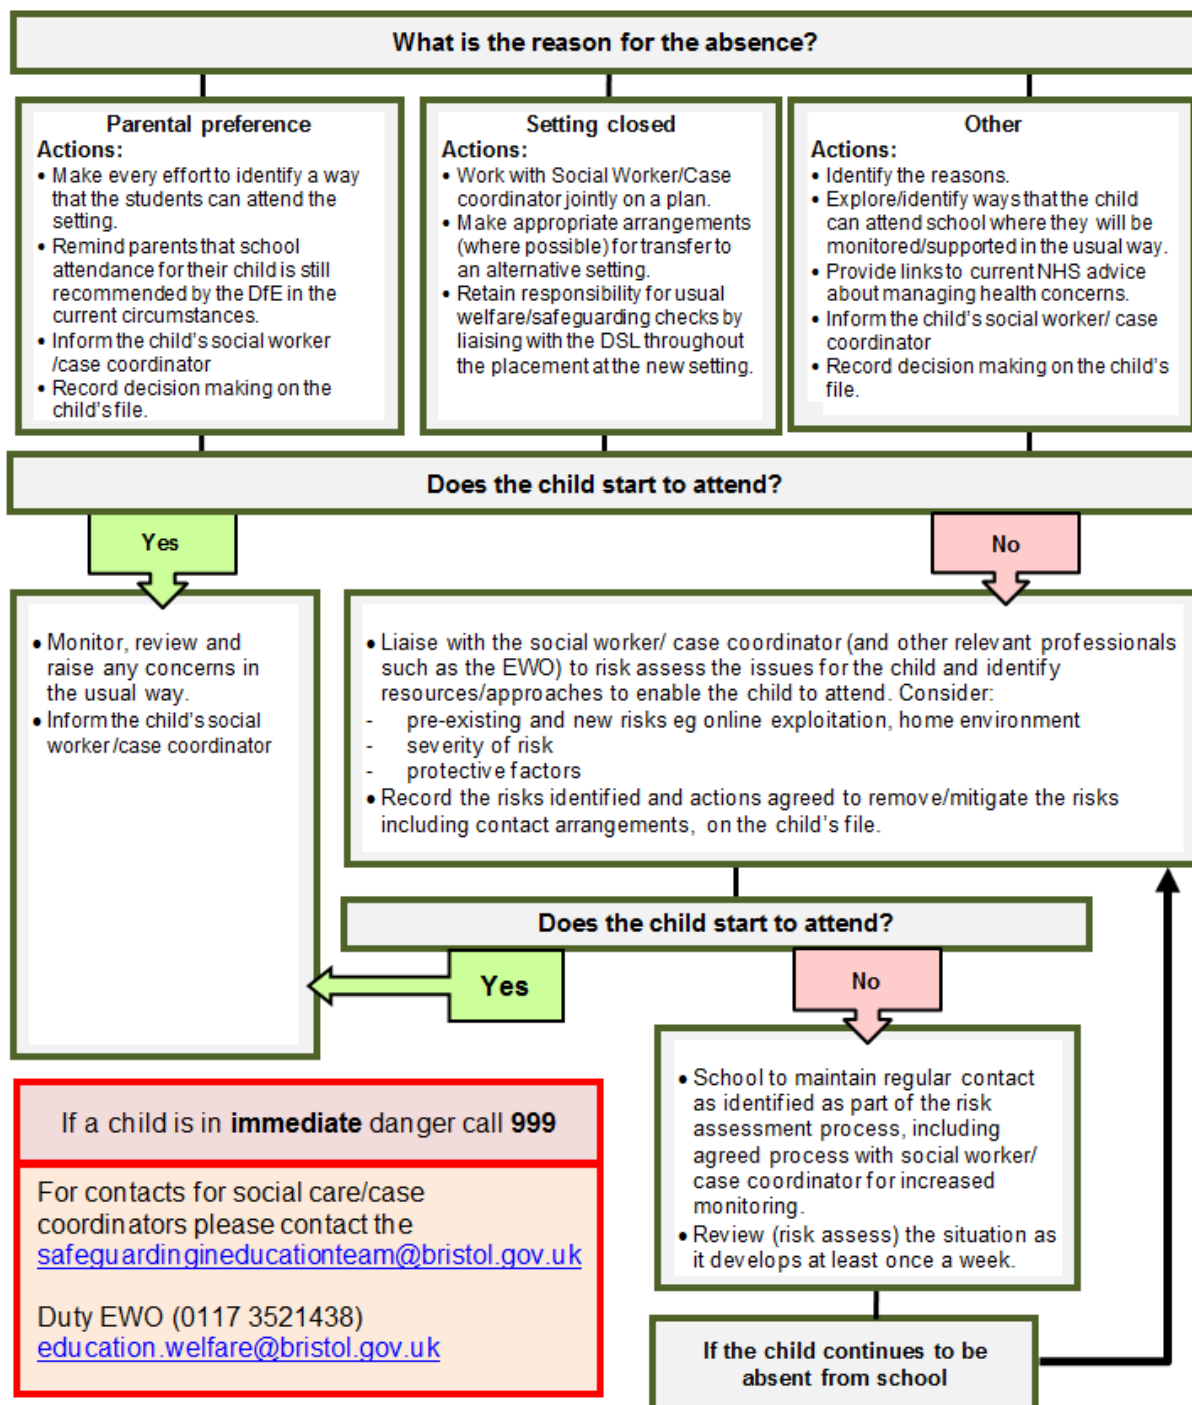 What is the reason for the absence?
Parental preference
Actions:
• Make every effort to identify a way
that the students can attend the
setting.
• Remind parents that school
attendance for their child is still
recommended by the DfE in the
current circumstances.
• Inform the child's social worker
/case coordinator
• Record decision making on the
child's file.
Setting closed
Actions:
• Work with Social Worker/Case
coordinator jointly on a plan.
• Make appropriate arrangements
(where possible) for transfer to
an alternative setting.
• Retain responsibility for usual
welfare/safeguarding checks by
liaising with the DSL throughout
the placement at the new setting.
Other
Actions:
• Identify the reasons.
• Explore/identify ways that the child
can attend school where they will be
monitored/supported in the usual way.
• Provide links to current NHS advice
about managing health concerns.
• Inform the child's social worker/ case
coordinator
• Record decision making on the child's
file.
Does the child start to attend?
Yes
No
• Monitor, review and
raise any concerns in
the usual way.
• Inform the child's social
worker/case coordinator
• Liaise with the social worker/ case coordinator (and other relevant professionals
such as the EWO) to risk assess the issues for the child and identify
resources/approaches to enable the child to attend. Consider:
- pre-existing and new risks eg online exploitation, home environment
- severity of risk
- protective factors
• Record the risks identified and actions agreed to remove/mitigate the risks
including contact arrangements, on the child's file.
Does the child start to attend?
Yes
No
• School to maintain regular contact
as identified as part of the risk
assessment process, including
agreed process with social worker/
case coordinator for increased
monitoring.
• Review (risk assess) the situation as
it develops at least once a week.
If the child continues to be
absent from school
If a child is in immediate danger call 999
For contacts for social care/case
coordinators please contact the
safeguardingineducationteam@bristol.gov.uk
Duty EWO (0117 3521438)
education.welfare@bristol.gov.uk